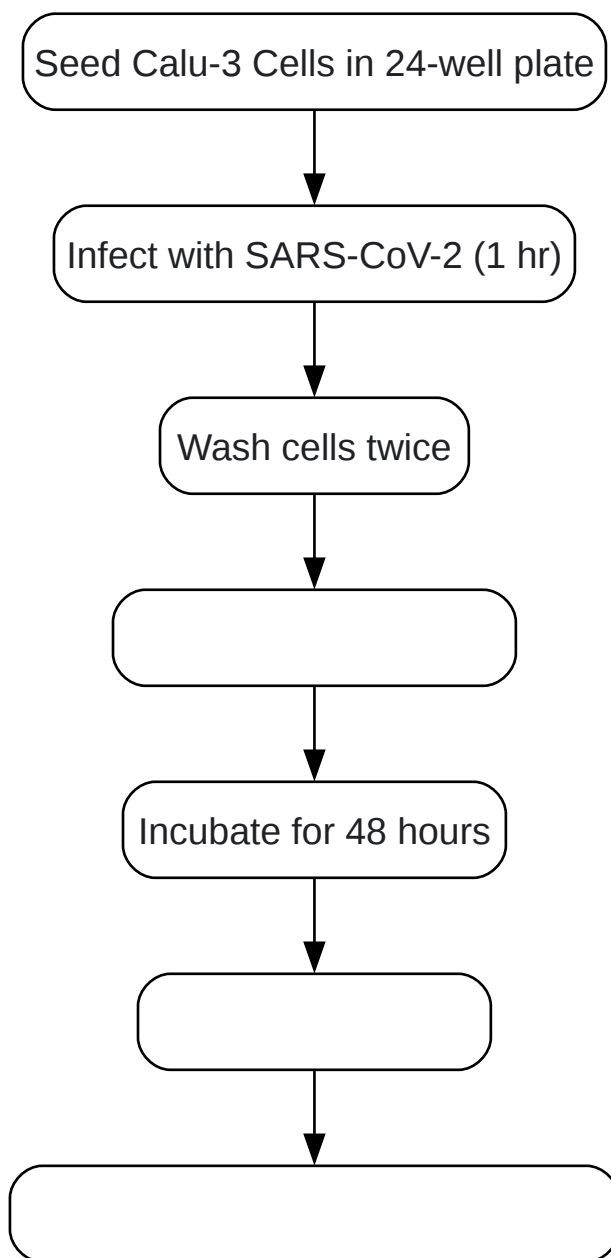 Seed Calu-3 Cells in 24-well plate
Infect with SARS-CoV-2 (1 hr)
Wash cells twice
Incubate for 48 hours